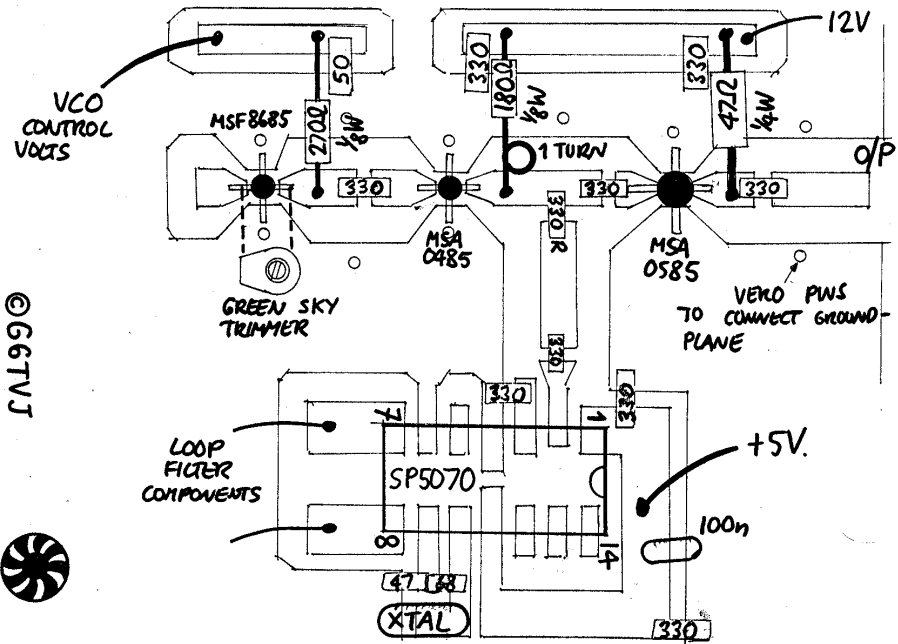 12V
330
330
50
180Ω
⅛W
47Ω
¼W
VCO
CONTROL
VOLTS
MSF8685
270Ω
⅛W
1 TURN
O/P
330
330
330
330 R
MSA
0485
MSA
0585
GREEN SKY
TRIMMER
VERO PINS
TO CONNECT GROUND-
PLANE
©G6TVJ
330
330
330
7
1
LOOP
FILTER
COMPONENTS
SP5070
+5V.
100n
8
14
47
68
XTAL
330